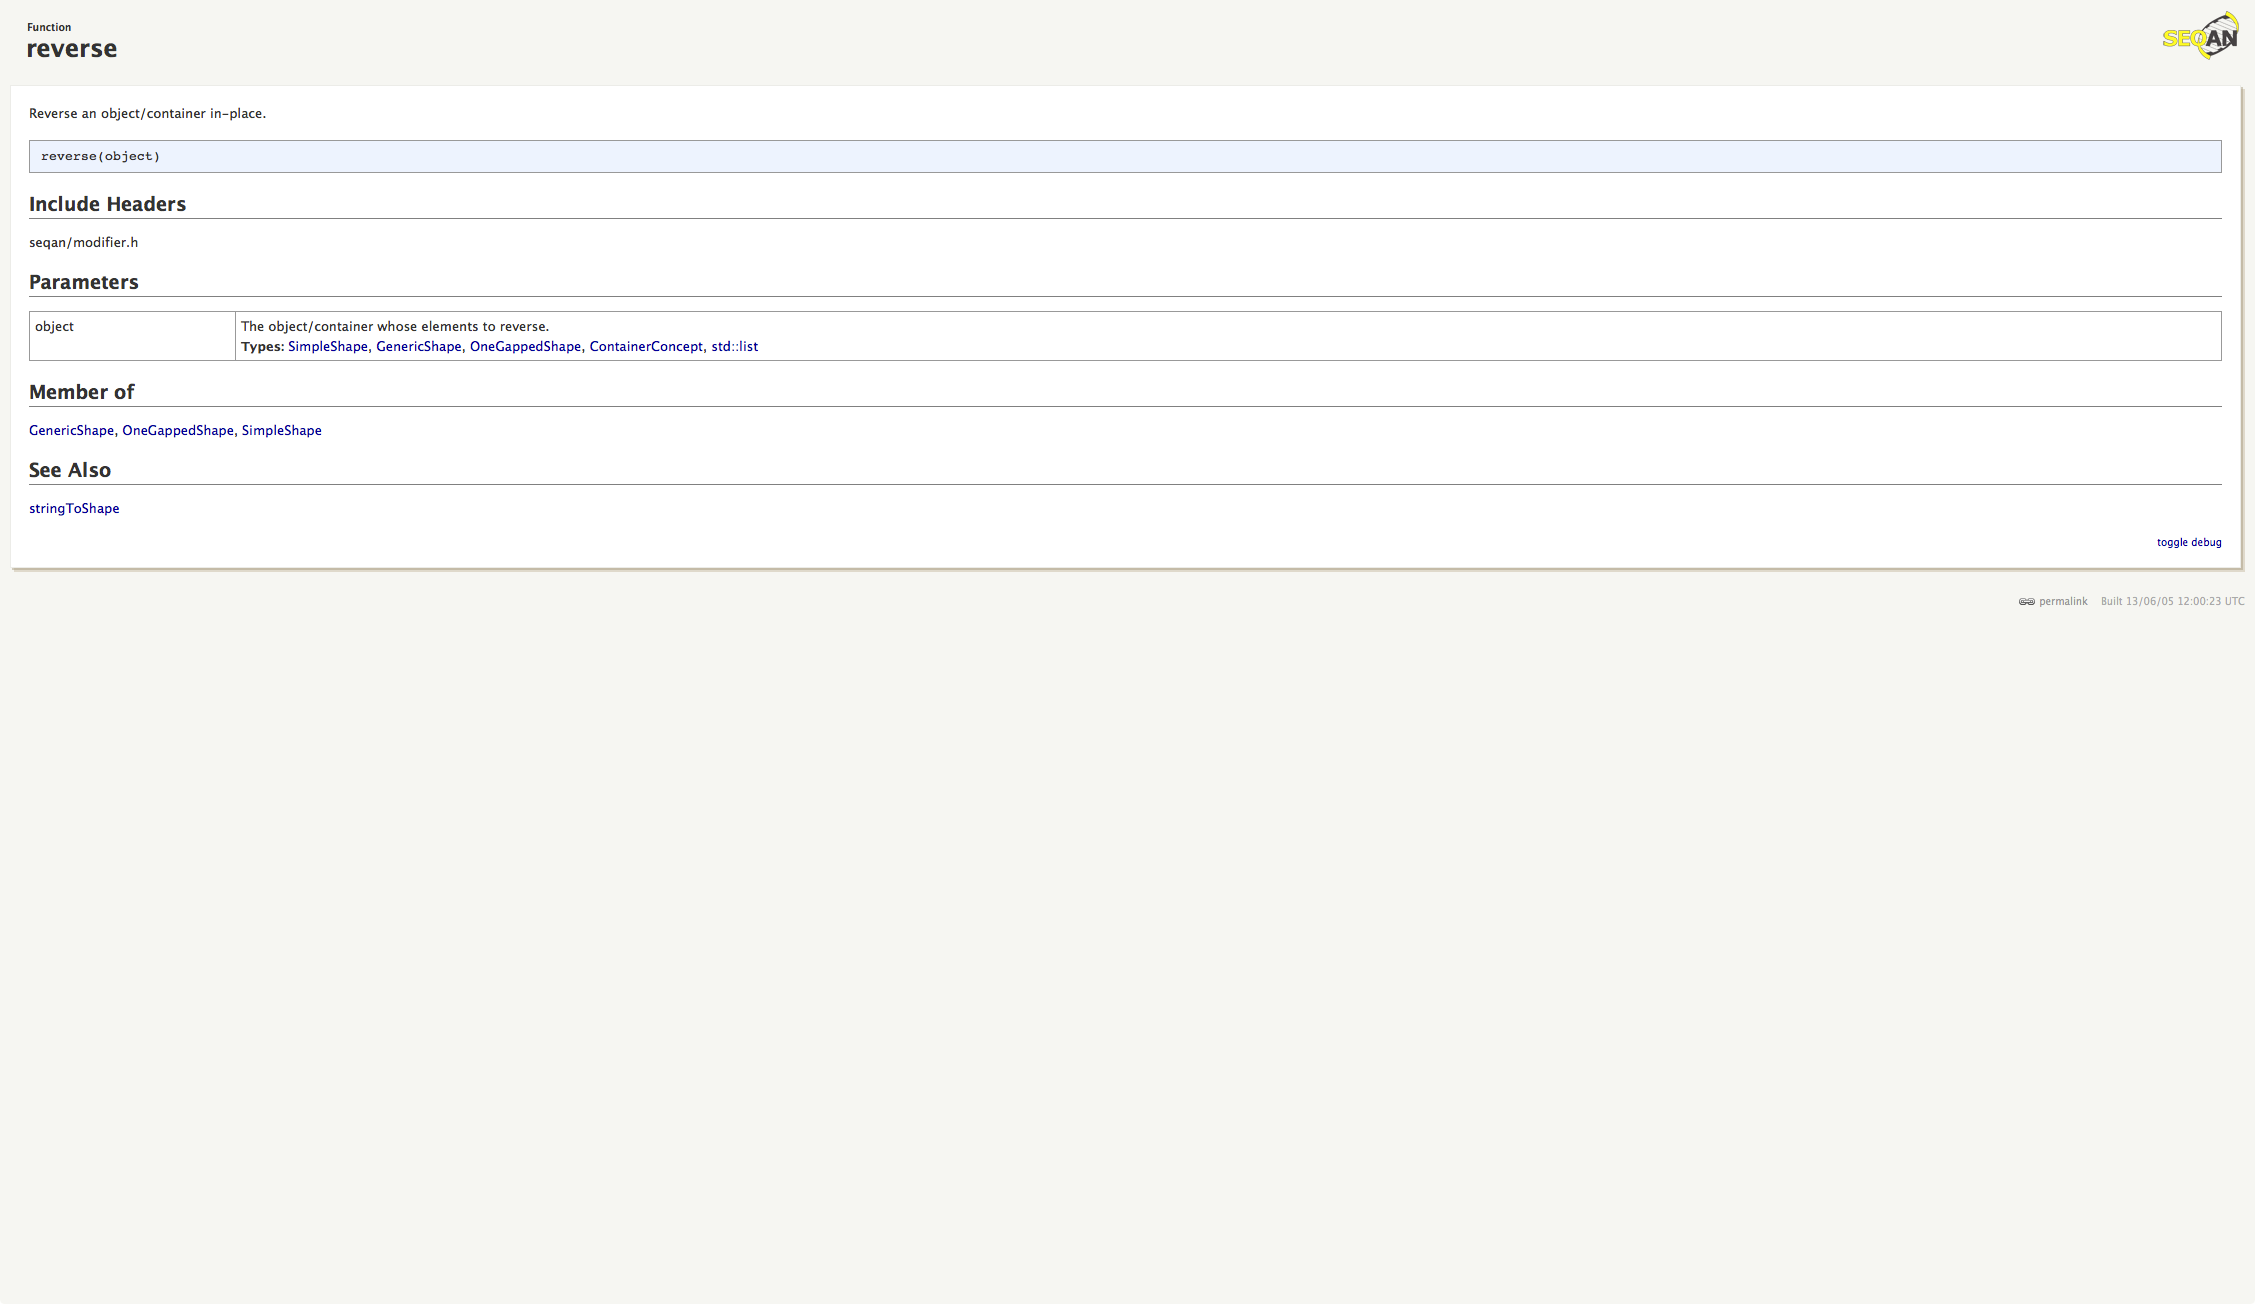 Function
reverse
SEQAN
Reverse an object/container in-place.
reverse(object)
Include Headers
seqan/modifier.h
Parameters
object
The object/container whose elements to reverse.
Types: SimpleShape, GenericShape, OneGappedShape, ContainerConcept, std::list
Member of
GenericShape, OneGappedShape, SimpleShape
See Also
stringToShape
toggle debug
permalink Built 13/06/05 12:00:23 UTC